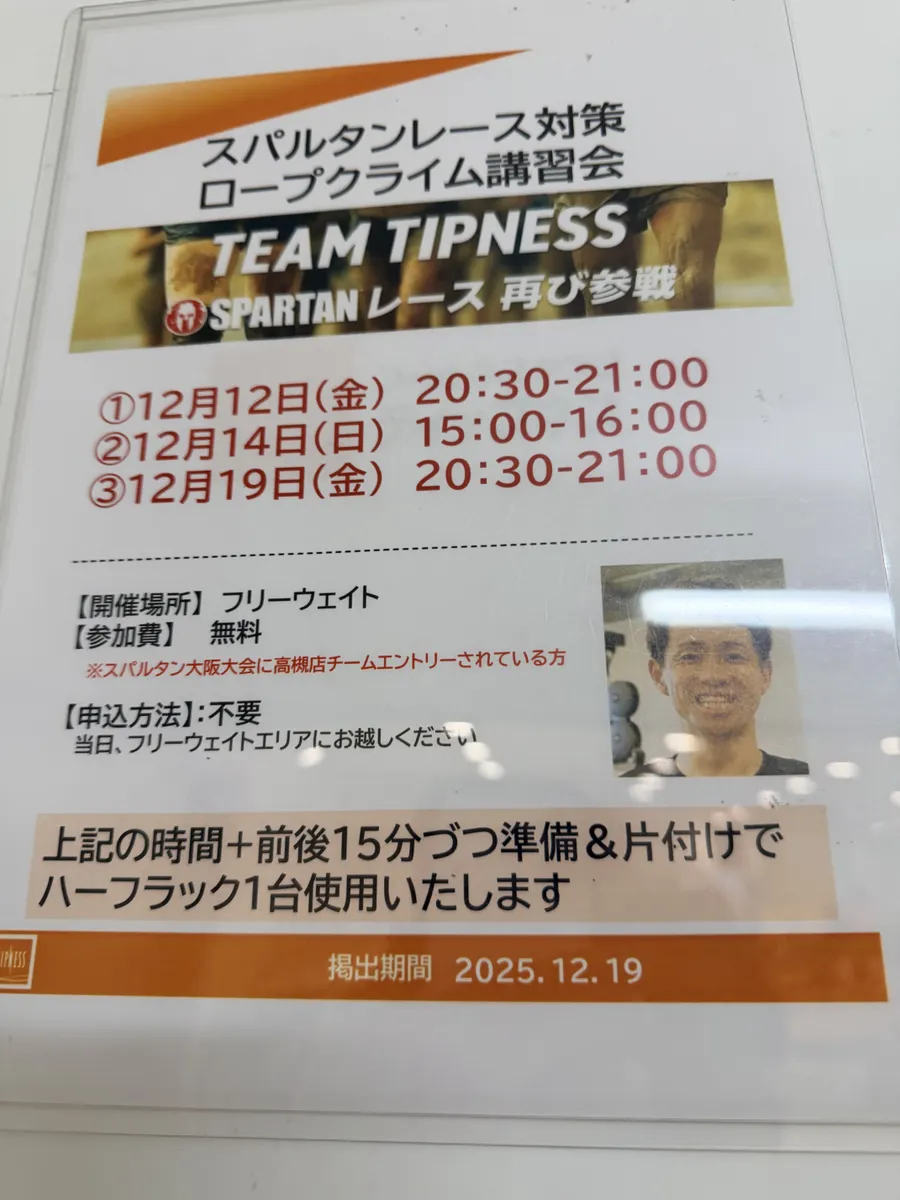 スパルタンレース対策
ロープクライム講習会
TEAM TIPNESS
SPARTANレース 再び参戦
①12月12日(金) 20:30-21:00
②12月14日(日) 15:00-16:00
③12月19日(金) 20:30-21:00
【開催場所】 フリーウェイト
【参加費】 無料
※スパルタン大阪大会に高槻店チームエントリーされている方
【申込方法】:不要
当日、フリーウェイトエリアにお越しください
上記の時間+前後15分づつ準備&片付けで
ハーフラック1台使用いたします
掲出期間 2025.12.19